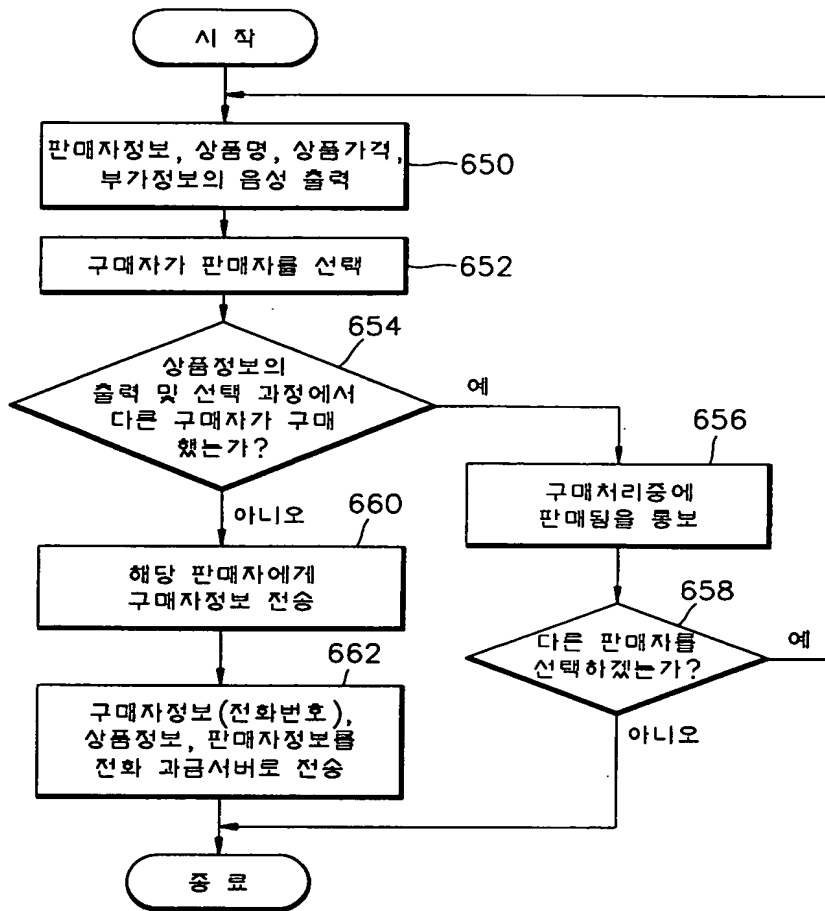 시 작
판매자정보, 상품명, 상품가격,
부가정보의 음성 출력
650
구매자가 판매자를 선택
652
654
상품정보의
출력 및 선택 과정에서
다른 구매자가 구매
했는가?
예
656
구매처리중에
판매됨을 통보
아니오
660
해당 판매자에게
구매자정보 전송
658
다른 판매자를
선택하겠는가?
예
아니오
662
구매자정보(전화번호),
상품정보, 판매자정보를
전화 과금서버로 전송
종 료